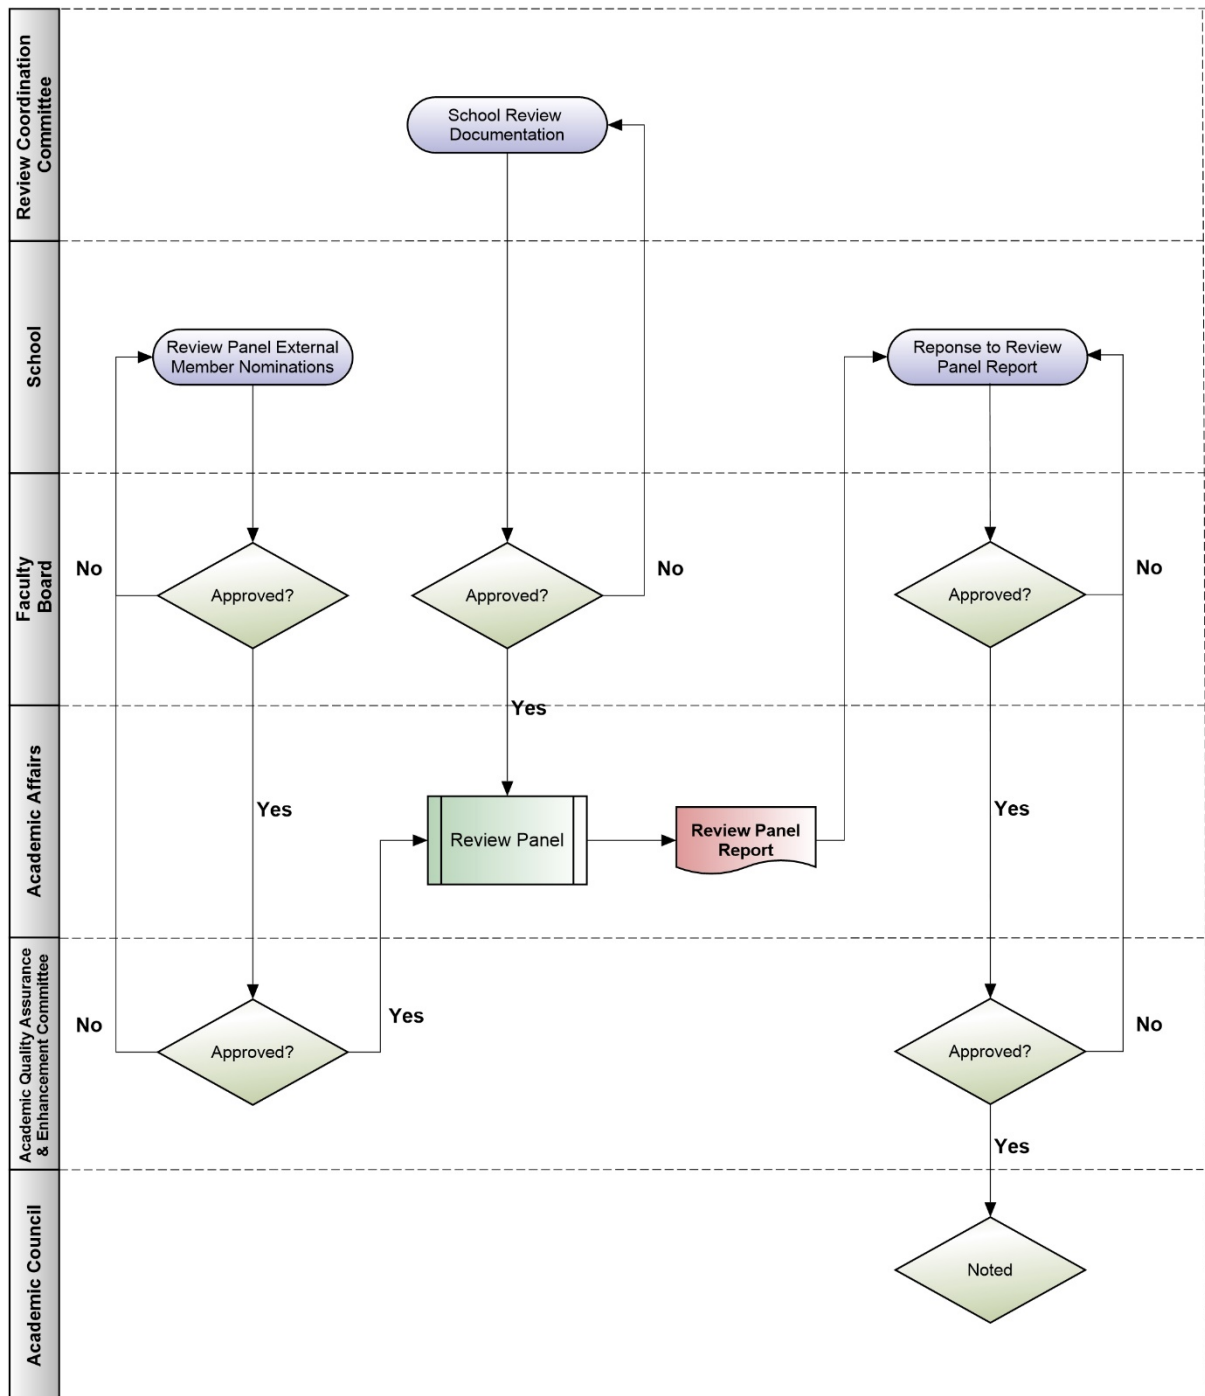 Review Coordination
Committee
School Review
Documentation
School
Review Panel External
Member Nominations
Reponse to Review
Panel Report
Faculty
Board
No
Approved?
Approved?
No
Approved?
No
Yes
Academic Affairs
Yes
Review Panel
Review Panel
Report
Yes
Academic Quality Assurance
& Enhancement Committee
No
Approved?
Yes
Approved?
No
Yes
Academic Council
Noted